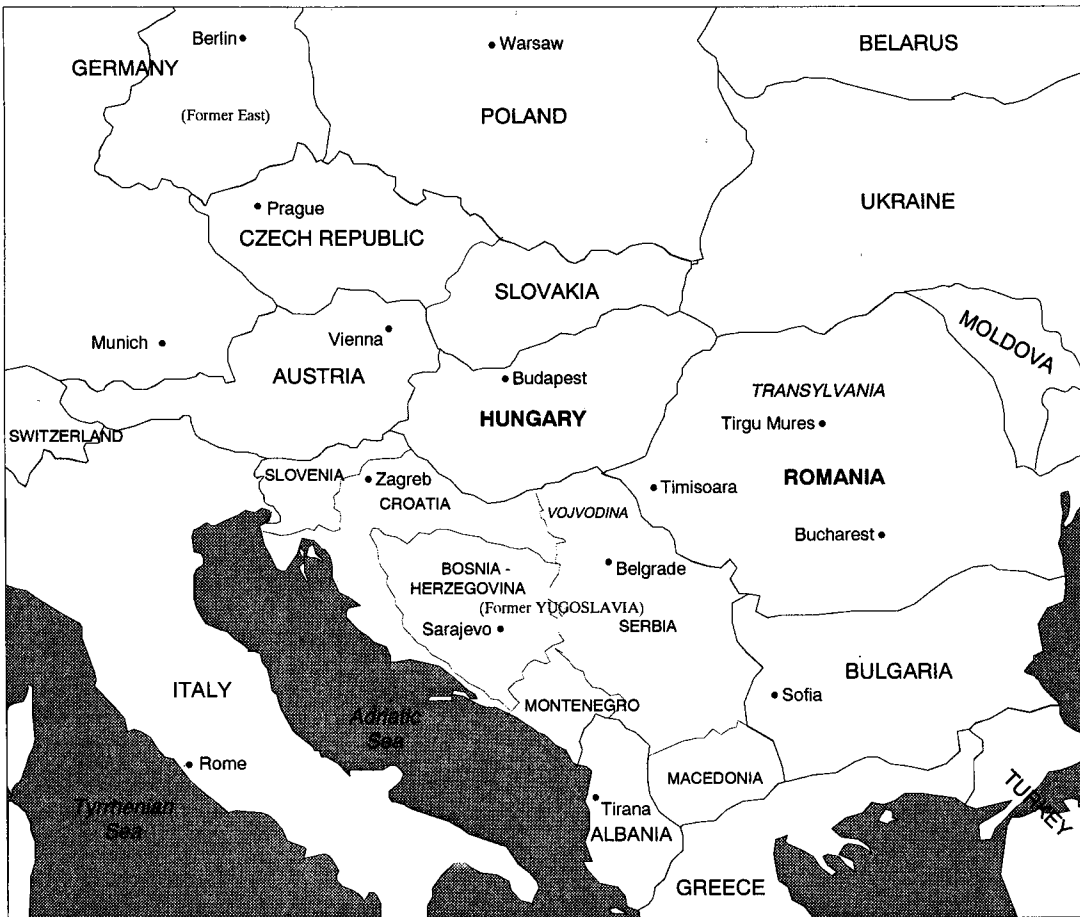 Berlin
Warsaw
BELARUS
GERMANY
(Former East)
POLAND
UKRAINE
Prague
CZECH REPUBLIC
SLOVAKIA
MOLDOVA
Munich
Vienna
AUSTRIA
Budapest
TRANSYLVANIA
HUNGARY
Tirgu Mures
SWITZERLAND
SLOVENIA
Zagreb
CROATIA
ROMANIA
Timisoara
VOJVODINA
Bucharest
BOSNIA -
HERZEGOVINA
Belgrade
(Former YUGOSLAVIA)
Sarajevo
SERBIA
BULGARIA
ITALY
Sofia
MONTENEGRO
Adriatic
Sea
Rome
MACEDONIA
Tyrrhenian
Sea
Tirana
ALBANIA
TURKEY
GREECE